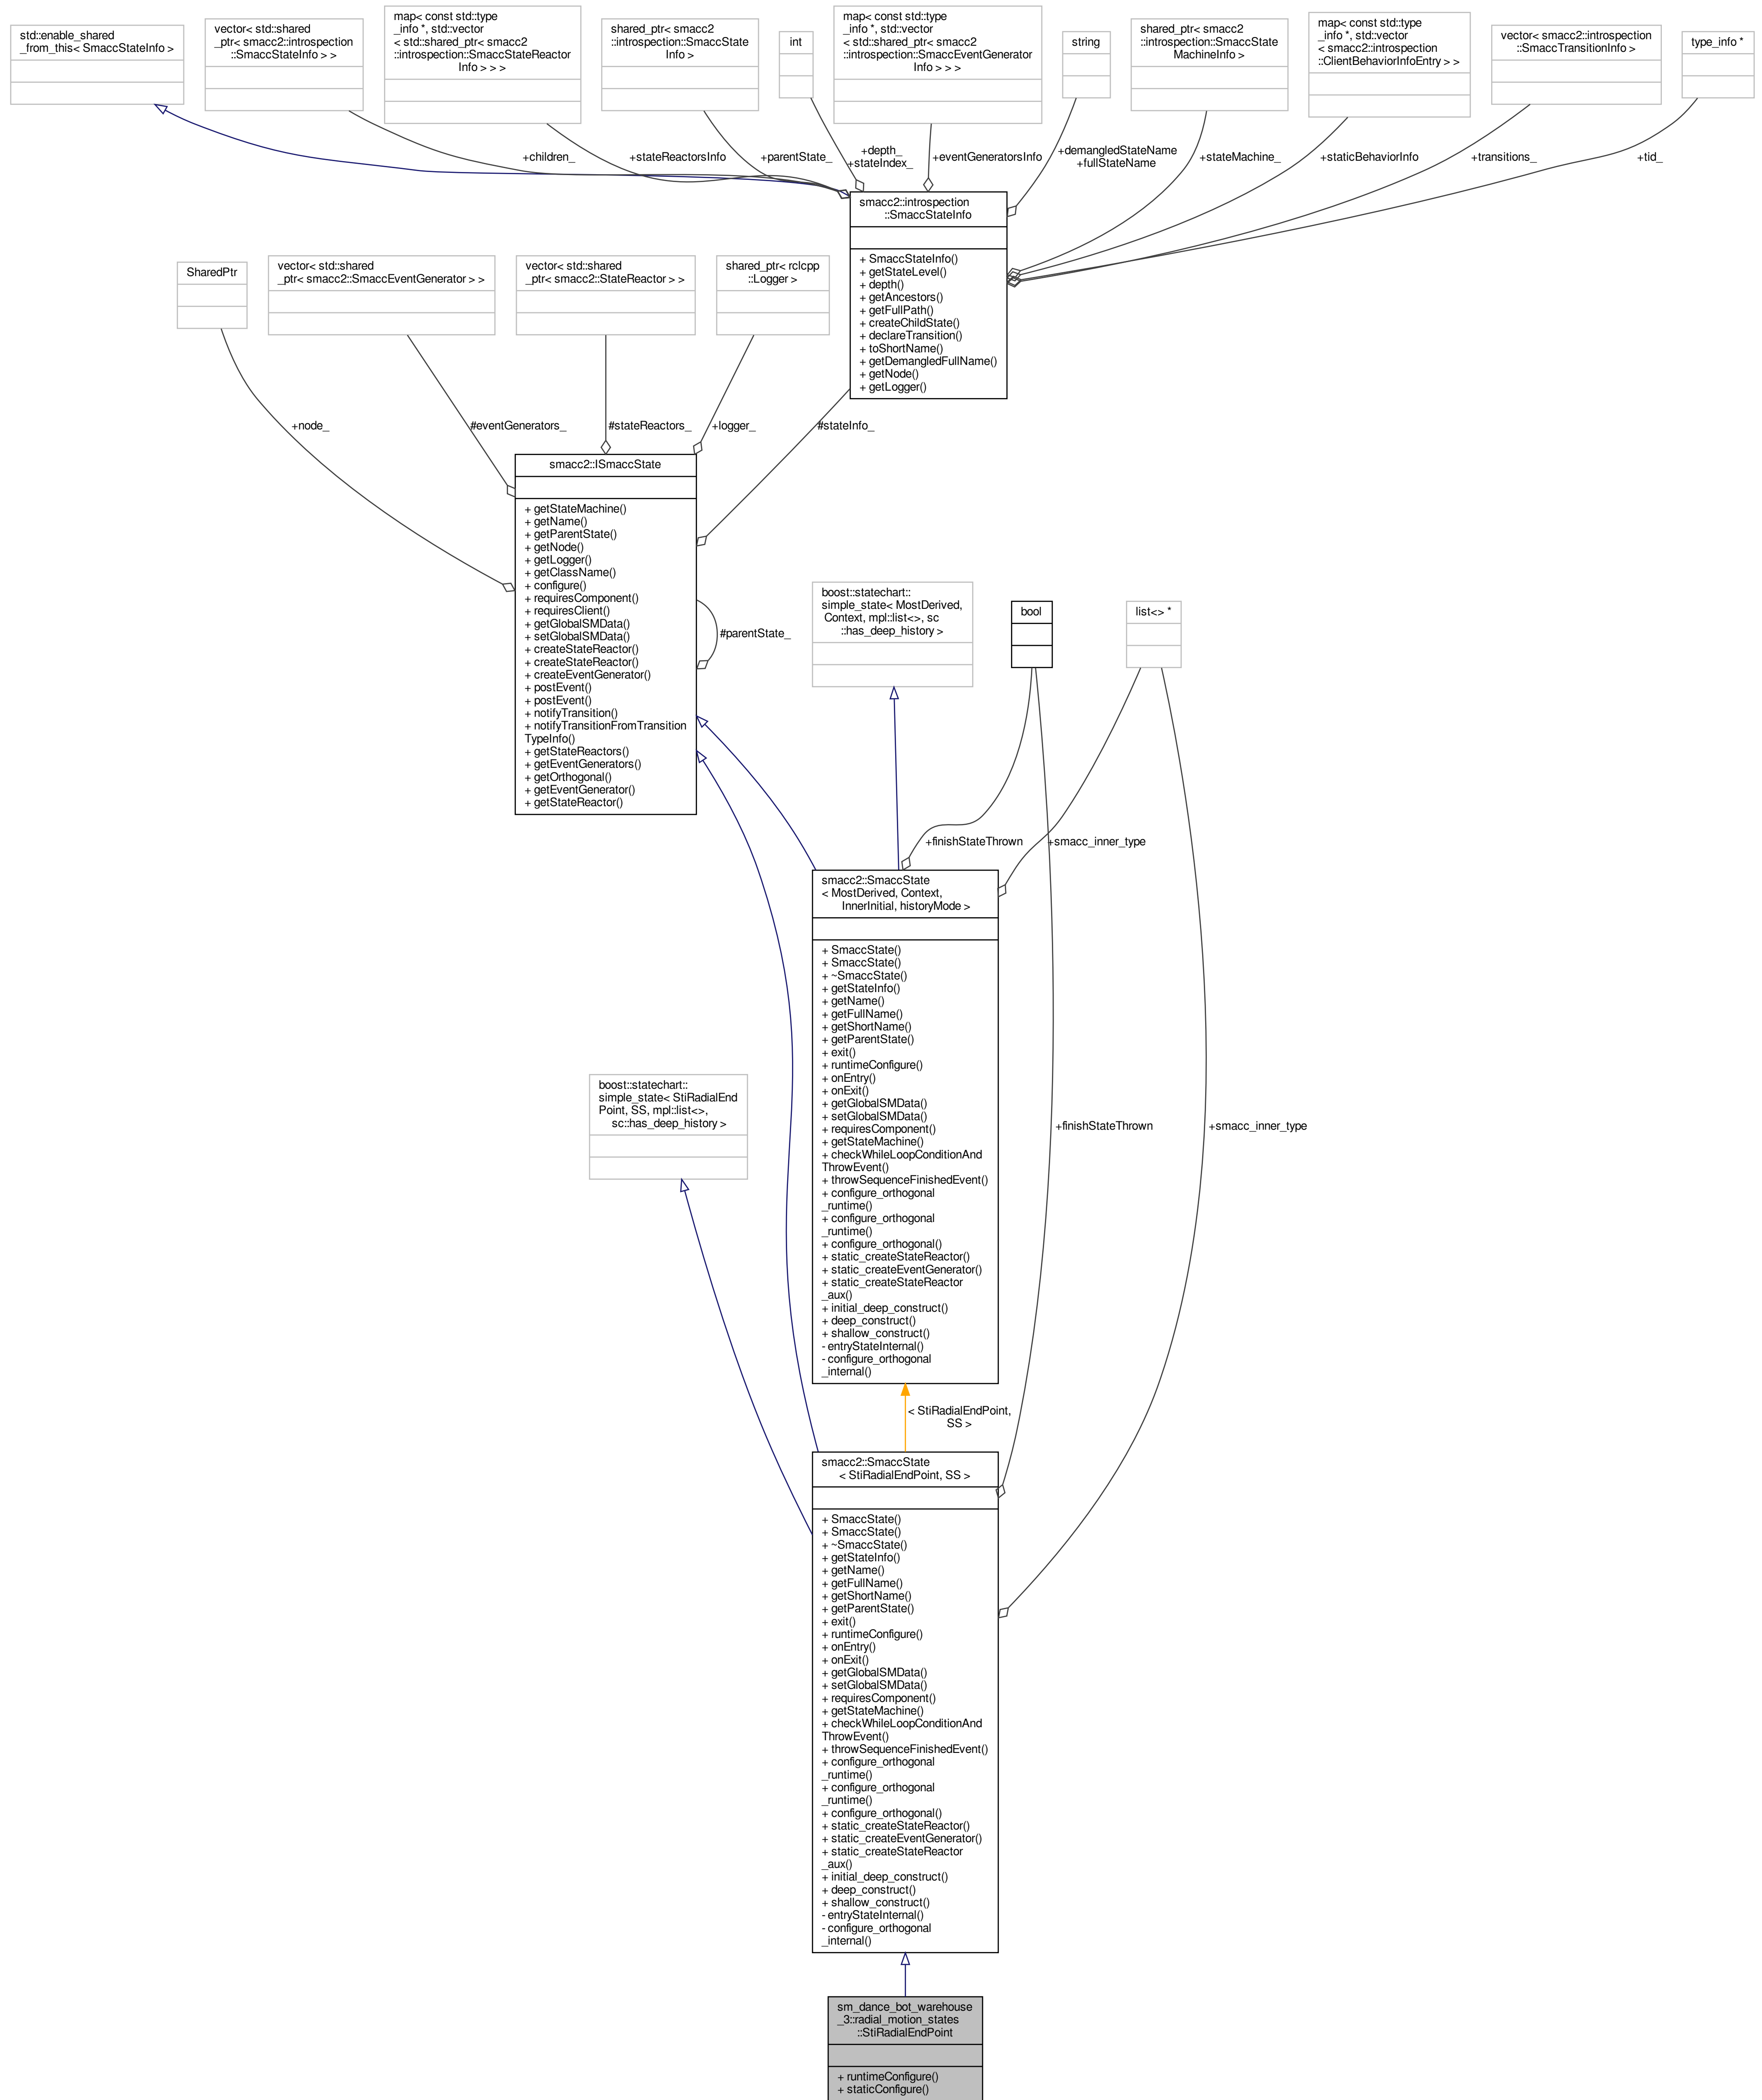 std::enable_shared
_from_this< SmaccStateInfo >
vector< std::shared
_ptr< smacc2::introspection
::SmaccStateInfo > >
map< const std::type
_info *, std::vector
< std::shared_ptr< smacc2
::introspection::SmaccStateReactor
Info > > >
shared_ptr< smacc2
::introspection::SmaccState
Info >
int
map< const std::type
_info *, std::vector
< std::shared_ptr< smacc2
::introspection::SmaccEventGenerator
Info > > >
string
shared_ptr< smacc2
::introspection::SmaccState
MachineInfo >
map< const std::type
_info *, std::vector
< smacc2::introspection
::ClientBehaviorInfoEntry > >
vector< smacc2::introspection
::SmaccTransitionInfo >
type_info *
+children_
+stateReactorsInfo
+parentState_
+depth_
+stateIndex_
+eventGeneratorsInfo
+demangledStateName
+fullStateName
+stateMachine_
+staticBehaviorInfo
+transitions_
+tid_
smacc2::introspection
::SmaccStateInfo
+ SmaccStateInfo()
+ getStateLevel()
+ depth()
+ getAncestors()
+ getFullPath()
+ createChildState()
+ declareTransition()
+ toShortName()
+ getDemangledFullName()
+ getNode()
+ getLogger()
SharedPtr
vector< std::shared
_ptr< smacc2::SmaccEventGenerator > >
vector< std::shared
_ptr< smacc2::StateReactor > >
shared_ptr< rclcpp
::Logger >
+node_
#eventGenerators_
#stateReactors_
+logger_
#stateInfo_
smacc2::ISmaccState
+ getStateMachine()
+ getName()
+ getParentState()
+ getNode()
+ getLogger()
+ getClassName()
+ configure()
+ requiresComponent()
+ requiresClient()
+ getGlobalSMData()
+ setGlobalSMData()
+ createStateReactor()
+ createStateReactor()
+ createEventGenerator()
+ postEvent()
+ postEvent()
+ notifyTransition()
+ notifyTransitionFromTransition
TypeInfo()
+ getStateReactors()
+ getEventGenerators()
+ getOrthogonal()
+ getEventGenerator()
+ getStateReactor()
#parentState_
boost::statechart::
simple_state< MostDerived,
Context, mpl::list<>, sc
::has_deep_history >
bool
list<> *
+finishStateThrown
+smacc_inner_type
smacc2::SmaccState
< MostDerived, Context,
InnerInitial, historyMode >
+ SmaccState()
+ SmaccState()
+ ~SmaccState()
+ getStateInfo()
+ getName()
+ getFullName()
+ getShortName()
+ getParentState()
+ exit()
+ runtimeConfigure()
+ onEntry()
+ onExit()
+ getGlobalSMData()
+ setGlobalSMData()
+ requiresComponent()
+ getStateMachine()
+ checkWhileLoopConditionAnd
ThrowEvent()
+ throwSequenceFinishedEvent()
+ configure_orthogonal
_runtime()
+ configure_orthogonal
_runtime()
+ configure_orthogonal()
+ static_createStateReactor()
+ static_createEventGenerator()
+ static_createStateReactor
_aux()
+ initial_deep_construct()
+ deep_construct()
+ shallow_construct()
- entryStateInternal()
- configure_orthogonal
_internal()
boost::statechart::
simple_state< StiRadialEnd
Point, SS, mpl::list<>,
sc::has_deep_history >
+finishStateThrown
+smacc_inner_type
< StiRadialEndPoint,
SS >
smacc2::SmaccState
< StiRadialEndPoint, SS >
+ SmaccState()
+ SmaccState()
+ ~SmaccState()
+ getStateInfo()
+ getName()
+ getFullName()
+ getShortName()
+ getParentState()
+ exit()
+ runtimeConfigure()
+ onEntry()
+ onExit()
+ getGlobalSMData()
+ setGlobalSMData()
+ requiresComponent()
+ getStateMachine()
+ checkWhileLoopConditionAnd
ThrowEvent()
+ throwSequenceFinishedEvent()
+ configure_orthogonal
_runtime()
+ configure_orthogonal
_runtime()
+ configure_orthogonal()
+ static_createStateReactor()
+ static_createEventGenerator()
+ static_createStateReactor
_aux()
+ initial_deep_construct()
+ deep_construct()
+ shallow_construct()
- entryStateInternal()
- configure_orthogonal
_internal()
sm_dance_bot_warehouse
_3::radial_motion_states
::StiRadialEndPoint
+ runtimeConfigure()
+ staticConfigure()